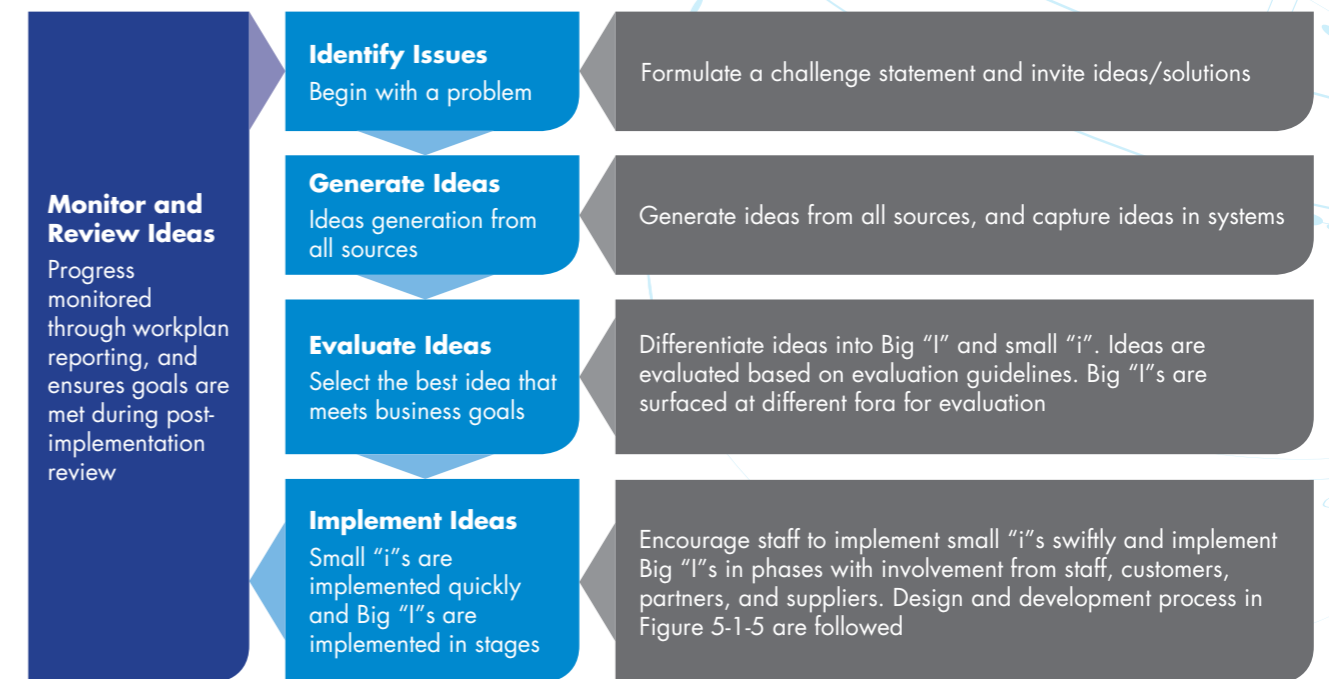 Monitor and
Review Ideas
Progress
monitored
through workplan
reporting, and
ensures goals are
met during post-
implementation
review
Identify Issues
Begin with a problem
Formulate a challenge statement and invite ideas/solutions
Generate Ideas
Ideas generation from
all sources
Generate ideas from all sources, and capture ideas in systems
Evaluate Ideas
Select the best idea that
meets business goals
Differentiate ideas into Big “I” and small “i”. Ideas are
evaluated based on evaluation guidelines. Big “I”s are
surfaced at different fora for evaluation
Implement Ideas
Small “i”s are
implemented quickly
and Big “I”s are
implemented in stages
Encourage staff to implement small “i”s swiftly and implement
Big “I”s in phases with involvement from staff, customers,
partners, and suppliers. Design and development process in
Figure 5-1-5 are followed